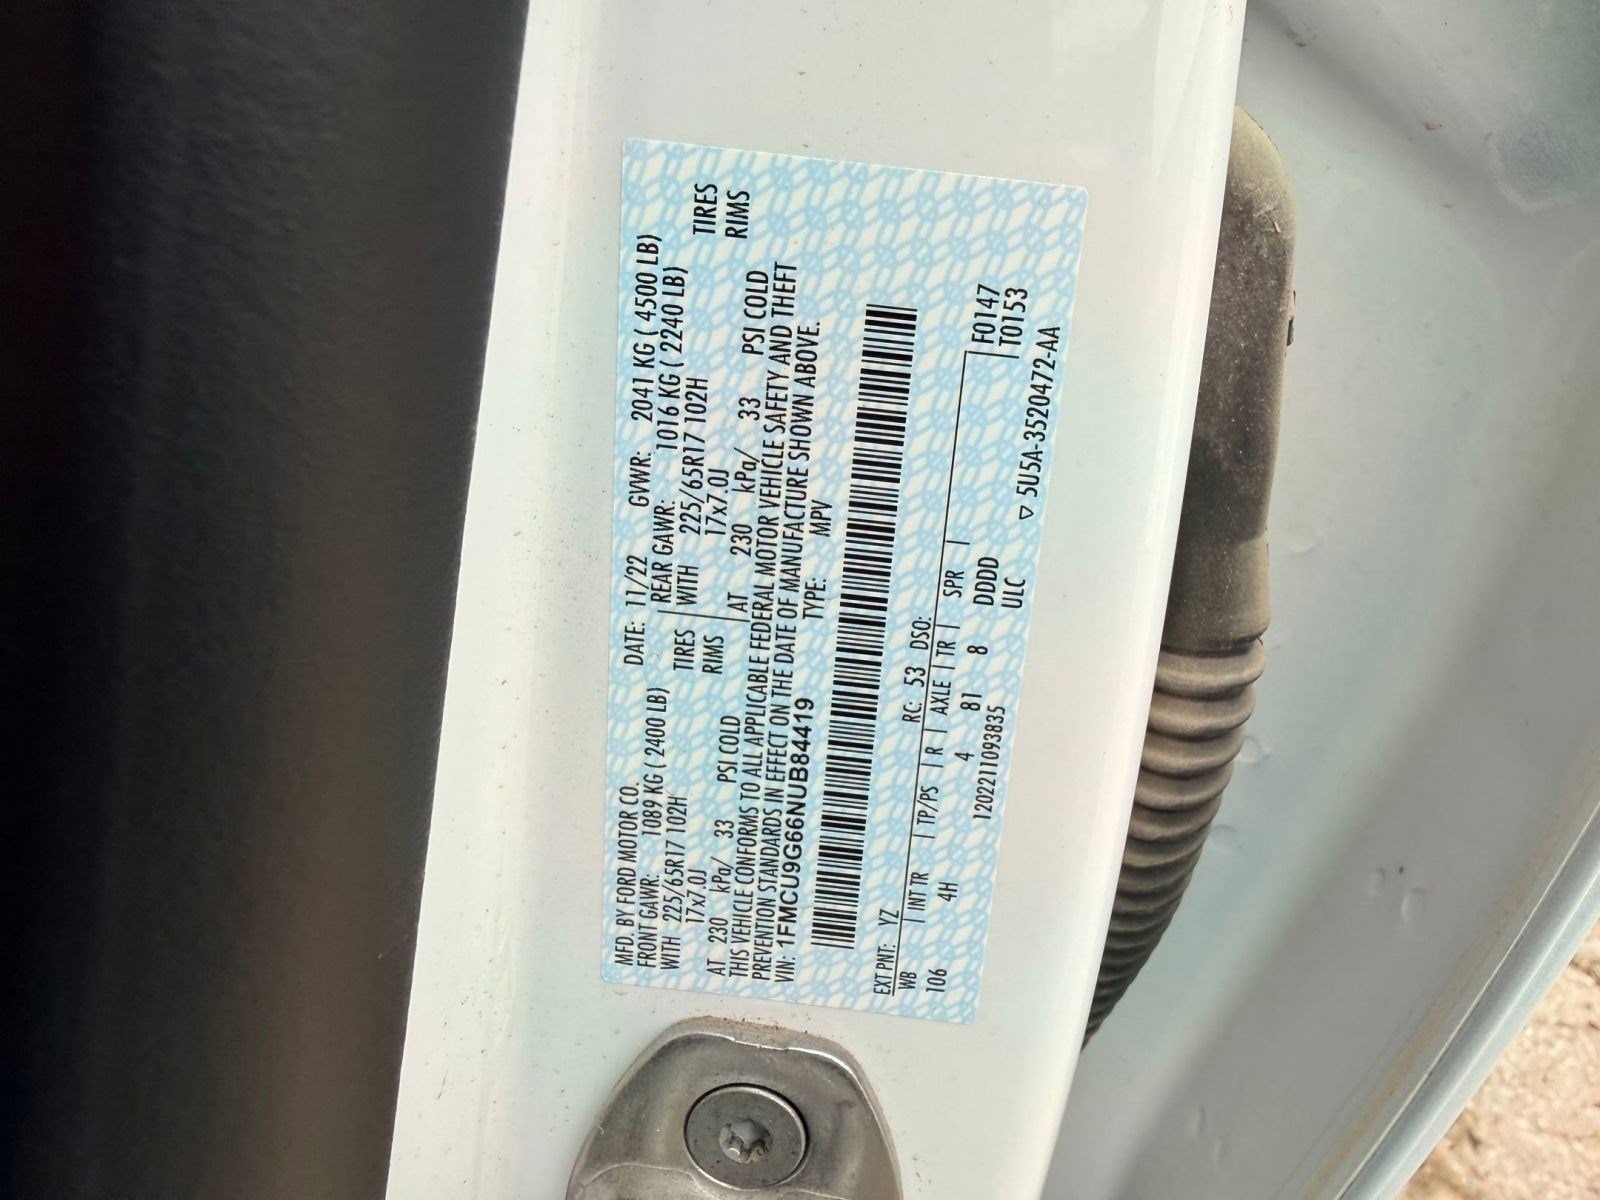 MFD. BY FORD MOTOR CO.
DATE: 11/22 GVWR: 2041 KG ( 4500 LB)
FRONT GAWR: 1089 KG ( 2400 LB) REAR GAWR: 1016 KG ( 2240 LB)
WITH 225/65R17 102H TIRES WITH 225/65R17 102H TIRES
17x7.0J RIMS 17x7.0J RIMS
AT 230 kPa/ 33 PSI COLD AT 230 kPa/ 33 PSI COLD
THIS VEHICLE CONFORMS TO ALL APPLICABLE FEDERAL MOTOR VEHICLE SAFETY AND THEFT
PREVENTION STANDARDS IN EFFECT ON THE DATE OF MANUFACTURE SHOWN ABOVE.
VIN: 1FMCU9G66NUB84419 TYPE: MPV
EXT PNT: YZ RC: 53 DSO:
WB | INT TR | TP/PS | R | AXLE | TR | SPR | F0147
106 4H 4 81 8 DDDD T0153
1202211093835 ULC
▽ 5U5A-3520472-AA